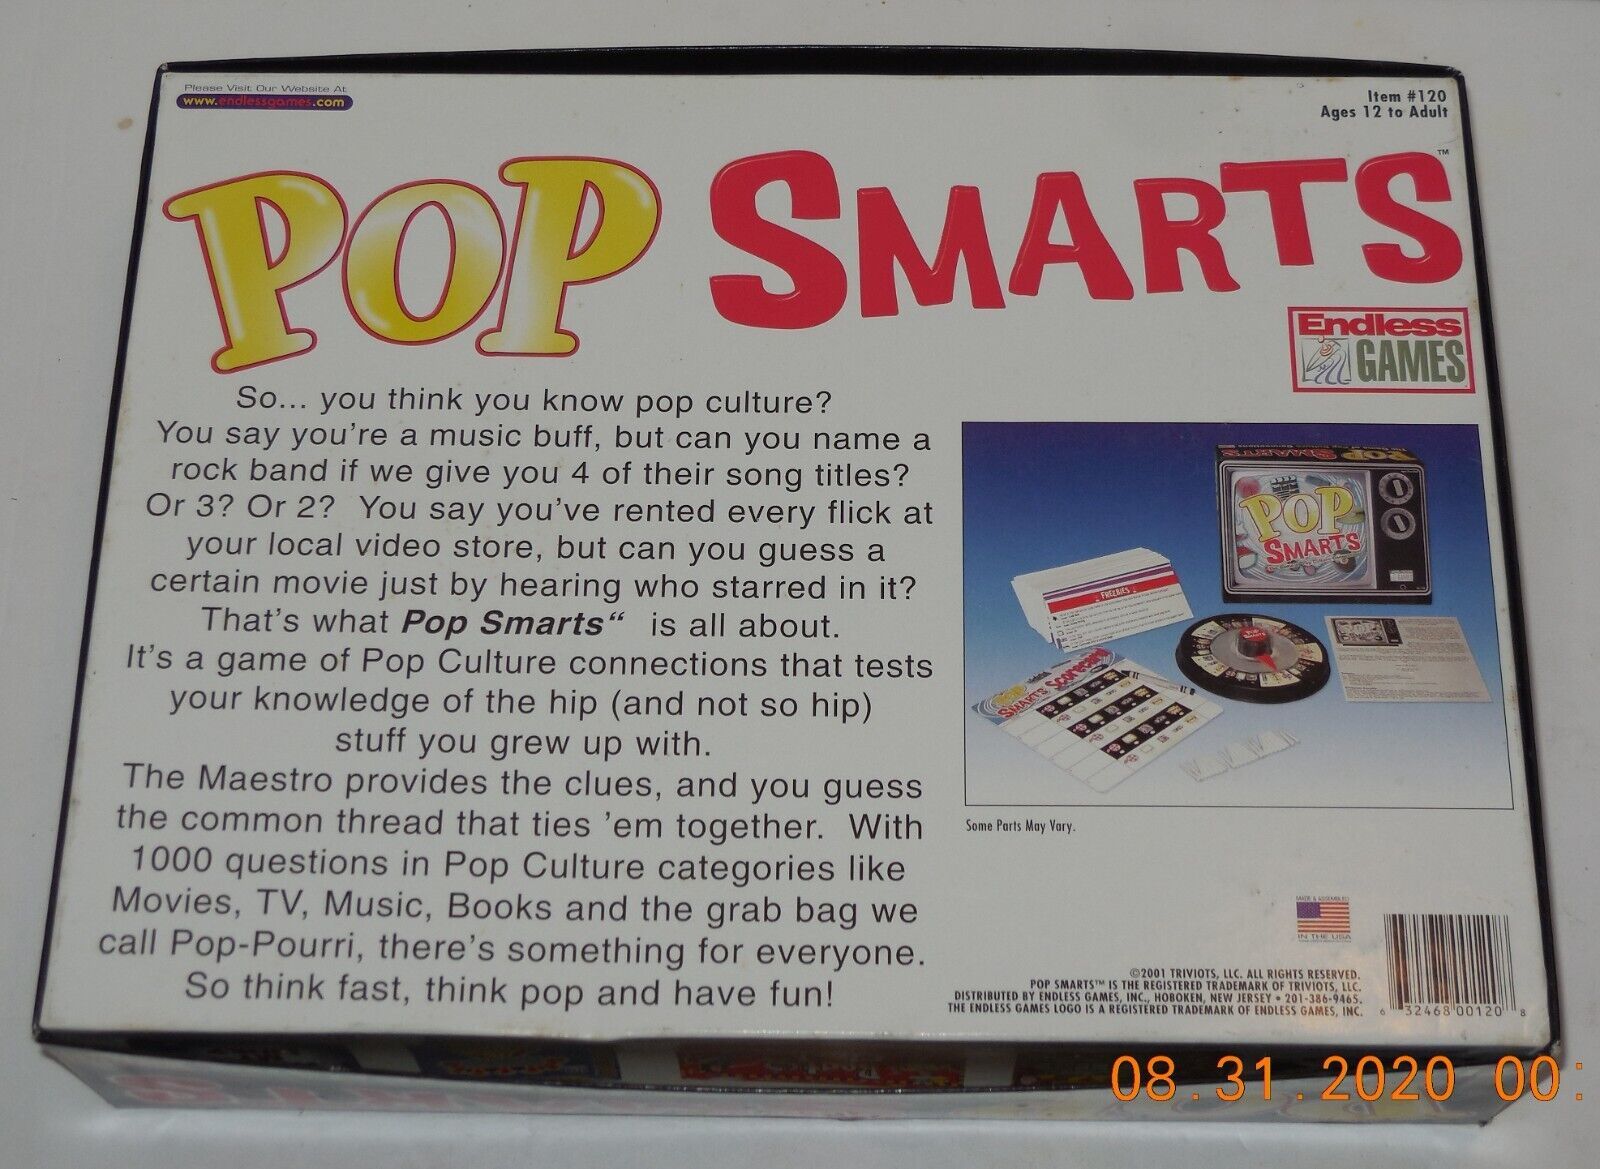 Please Visit Our Website At
www.endlessgames.com
Item #120
Ages 12 to Adult
POP SMARTS™
Endless
GAMES
So... you think you know pop culture?
You say you're a music buff, but can you name a
rock band if we give you 4 of their song titles?
Or 3? Or 2? You say you've rented every flick at
your local video store, but can you guess a
certain movie just by hearing who starred in it?
That's what Pop Smarts“ is all about.
It's a game of Pop Culture connections that tests
your knowledge of the hip (and not so hip)
stuff you grew up with.
The Maestro provides the clues, and you guess
the common thread that ties 'em together. With
1000 questions in Pop Culture categories like
Movies, TV, Music, Books and the grab bag we
call Pop-Pourri, there's something for everyone.
So think fast, think pop and have fun!
POP SMARTS
POP
SMARTS
FREEBIES
POP
SMARTS
POP
SMARTS SCORECARD
Some Parts May Vary.
MADE & ASSEMBLED
IN THE USA
©2001 TRIVIOTS, LLC. ALL RIGHTS RESERVED.
POP SMARTS™ IS THE REGISTERED TRADEMARK OF TRIVIOTS, LLC.
DISTRIBUTED BY ENDLESS GAMES, INC., HOBOKEN, NEW JERSEY • 201-386-9465.
THE ENDLESS GAMES LOGO IS A REGISTERED TRADEMARK OF ENDLESS GAMES, INC.
6 32468 00120 8
08.31.2020 00: